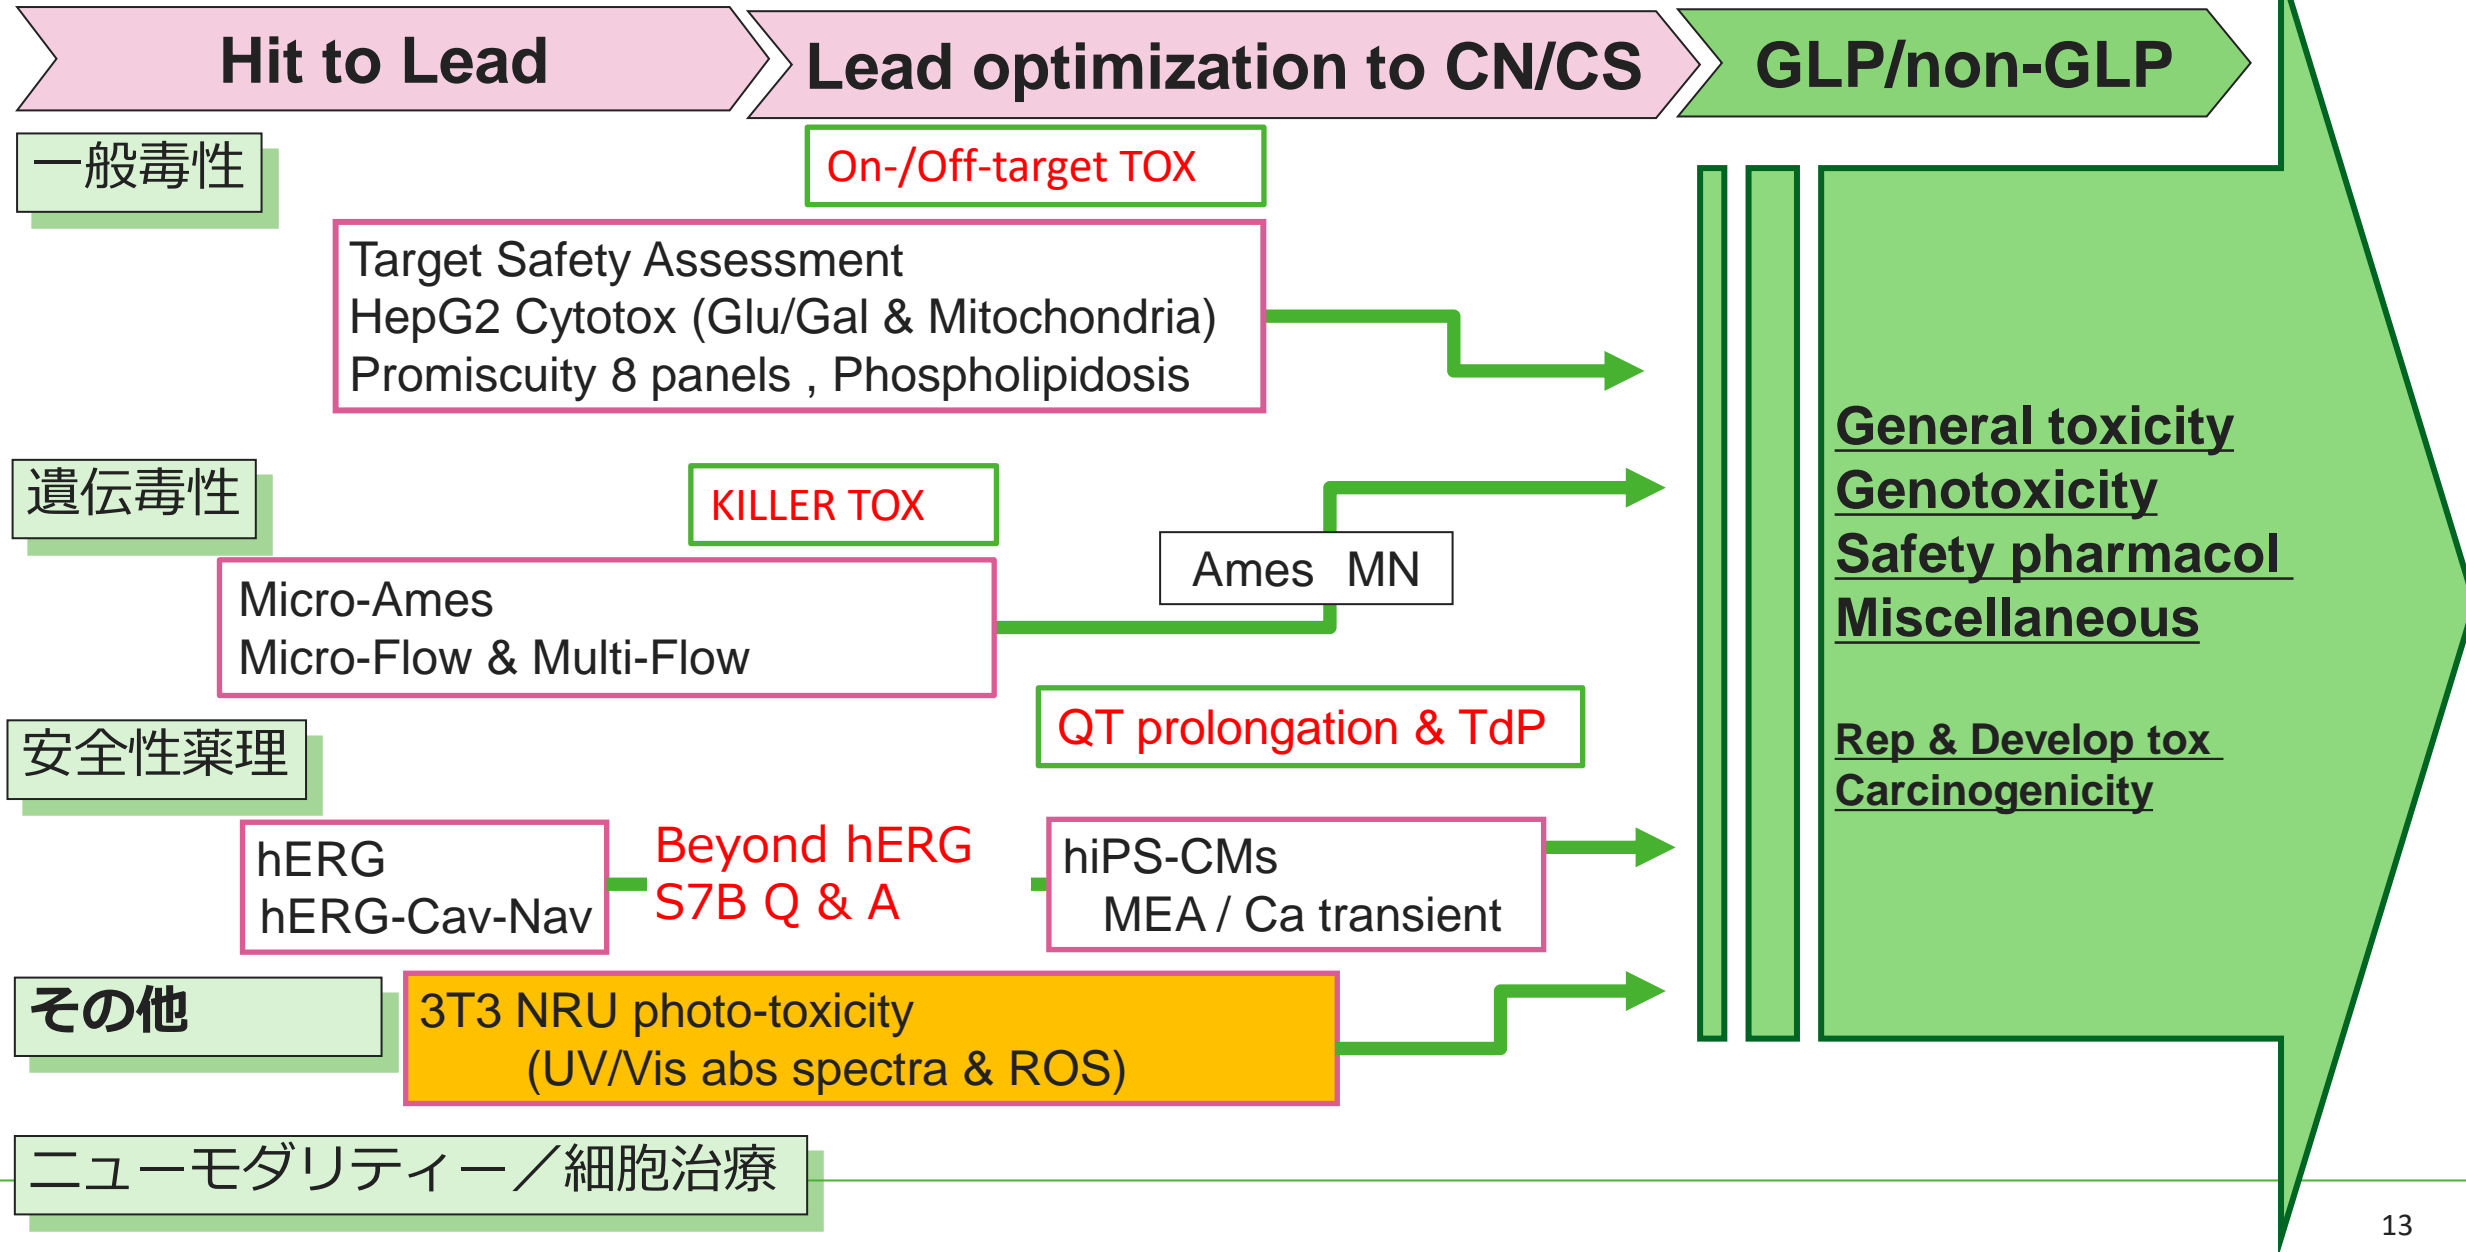 Hit to Lead
Lead optimization to CN/CS
GLP/non-GLP
一般毒性
On-/Off-target TOX
Target Safety Assessment
HepG2 Cytotox (Glu/Gal & Mitochondria)
Promiscuity 8 panels , Phospholipidosis
遺伝毒性
KILLER TOX
Micro-Ames
Micro-Flow & Multi-Flow
Ames MN
安全性薬理
QT prolongation & TdP
hERG
hERG-Cav-Nav
Beyond hERG
S7B Q & A
hiPS-CMs
MEA / Ca transient
その他
3T3 NRU photo-toxicity
(UV/Vis abs spectra & ROS)
ニューモダリティー／細胞治療
General toxicity
Genotoxicity
Safety pharmacol
Miscellaneous
Rep & Develop tox
Carcinogenicity
13